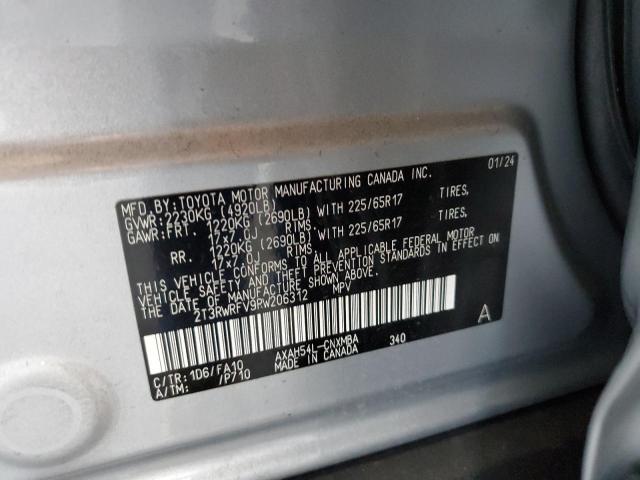 MFD. BY: TOYOTA MOTOR MANUFACTURING CANADA INC. 01/24
GVWR: 2230KG (4920LB)
GAWR: FRT. 1220KG (2690LB) WITH 225/65R17 TIRES.
17X7.0J RIMS.
RR. 1220KG (2690LB) WITH 225/65R17 TIRES.
17X7.0J RIMS.
THIS VEHICLE CONFORMS TO ALL APPLICABLE FEDERAL MOTOR
VEHICLE SAFETY AND THEFT PREVENTION STANDARDS IN EFFECT ON
THE DATE OF MANUFACTURE SHOWN ABOVE.
2T3RWRFV9PW206312 MPV
A
C/TR: 1D6/FA10 AXAH54L-CNXMBA 340
A/TM: /P710 MADE IN CANADA